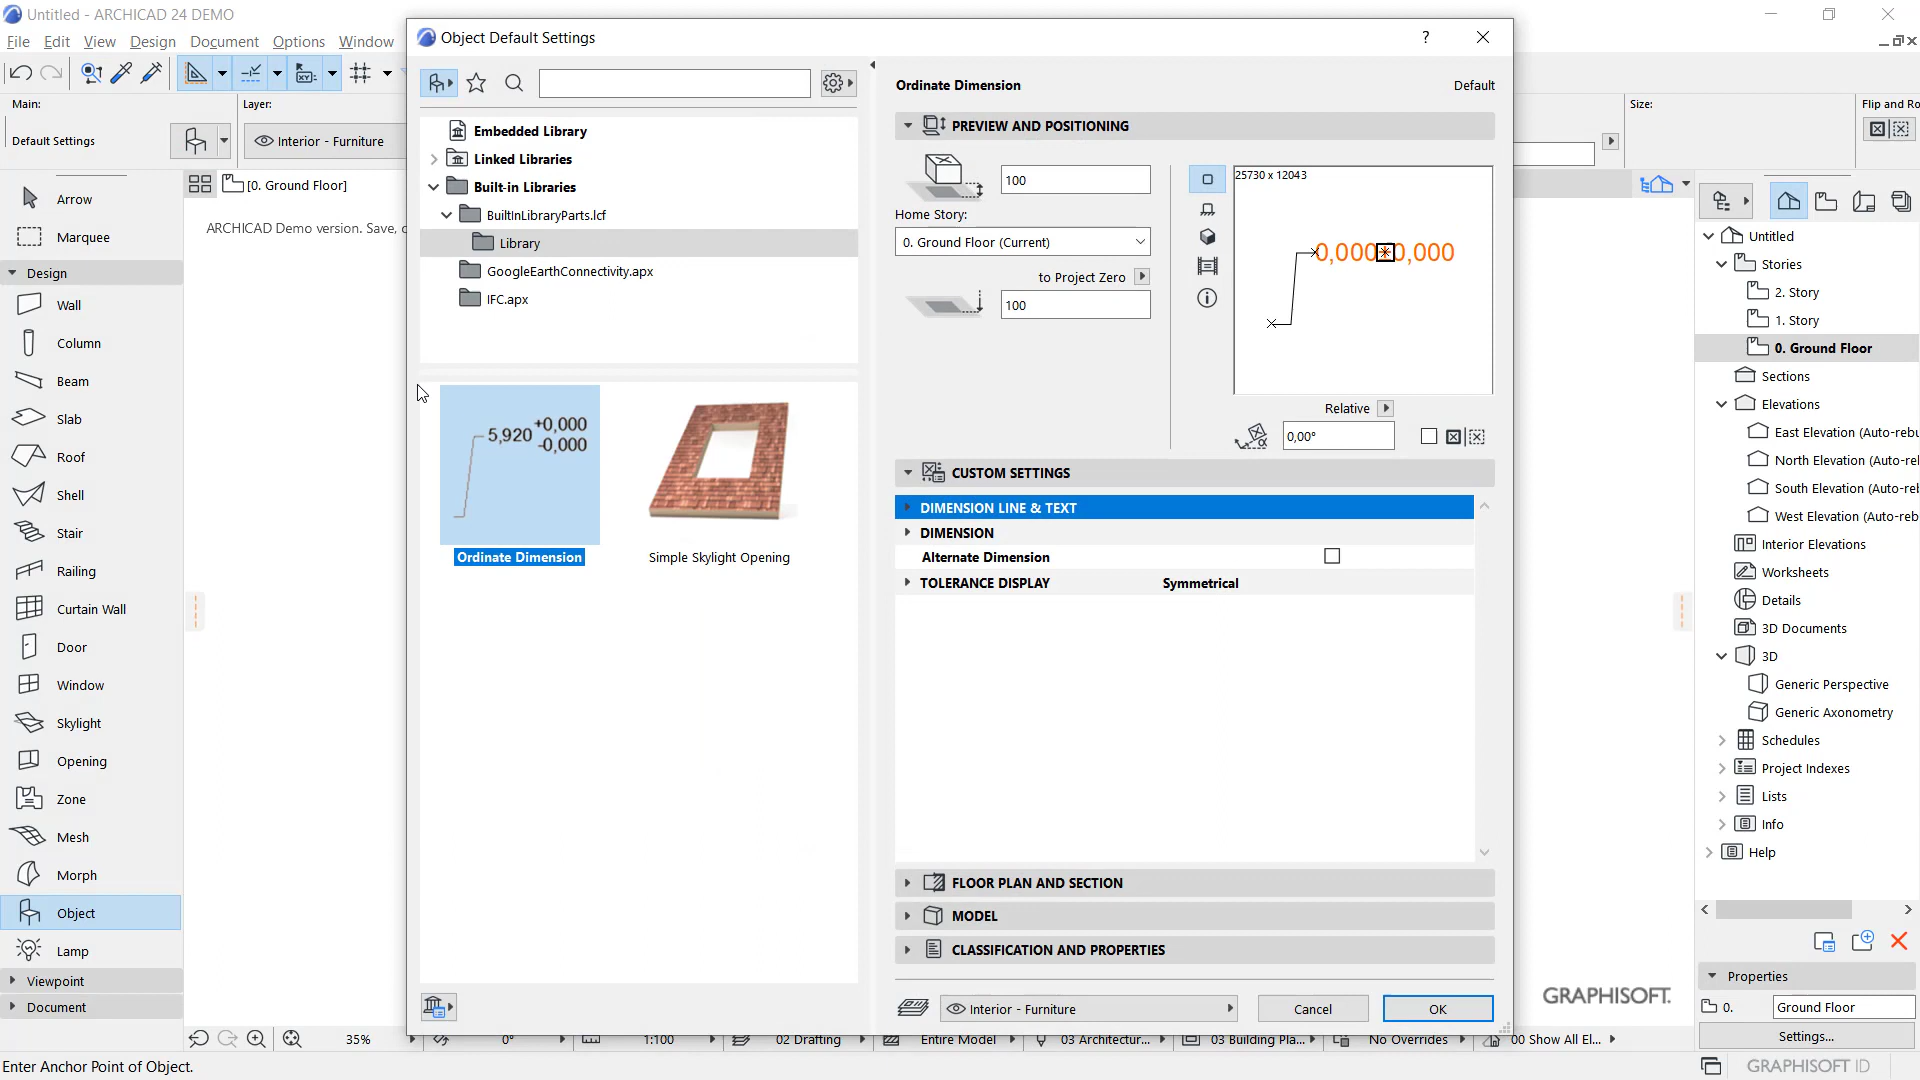 Untitled - ARCHICAD 24 DEMO
File Edit View Design Document Options Window
Main:
Layer:
Default Settings
Interior - Furniture
[0. Ground Floor]
ARCHICAD Demo version. Save, c
Arrow
Marquee
Design
Wall
Column
Beam
Slab
Roof
Shell
Stair
Railing
Curtain Wall
Door
Window
Skylight
Opening
Zone
Mesh
Morph
Object
Lamp
Viewpoint
Document
Enter Anchor Point of Object.
Object Default Settings
?
Embedded Library
Linked Libraries
Built-in Libraries
BuiltInLibraryParts.lcf
Library
GoogleEarthConnectivity.apx
IFC.apx
5,920 +0,000
-0,000
Ordinate Dimension
Simple Skylight Opening
Ordinate Dimension
Default
PREVIEW AND POSITIONING
100
Home Story:
0. Ground Floor (Current)
to Project Zero
100
25730 x 12043
0,000 0,000
Relative
0,00°
CUSTOM SETTINGS
DIMENSION LINE & TEXT
DIMENSION
Alternate Dimension
TOLERANCE DISPLAY Symmetrical
FLOOR PLAN AND SECTION
MODEL
CLASSIFICATION AND PROPERTIES
Interior - Furniture
Cancel
OK
Size:
Flip and Ro
Untitled
Stories
2. Story
1. Story
0. Ground Floor
Sections
Elevations
East Elevation (Auto-rebu
North Elevation (Auto-rel
South Elevation (Auto-rel
West Elevation (Auto-reb
Interior Elevations
Worksheets
Details
3D Documents
3D
Generic Perspective
Generic Axonometry
Schedules
Project Indexes
Lists
Info
Help
Properties
0. Ground Floor
Settings...
GRAPHISOFT.
35% 0° 1:100 02 Drafting Entire Model 03 Architectur... 03 Building Pla... No Overrides 00 Show All El...
GRAPHISOFT ID